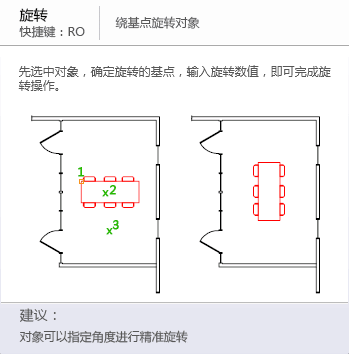 旋转
快捷键：RO
绕基点旋转对象
先选中对象，确定旋转的基点，输入旋转数值，即可完成旋
转操作。
1
x2
x3
建议：
对象可以指定角度进行精准旋转